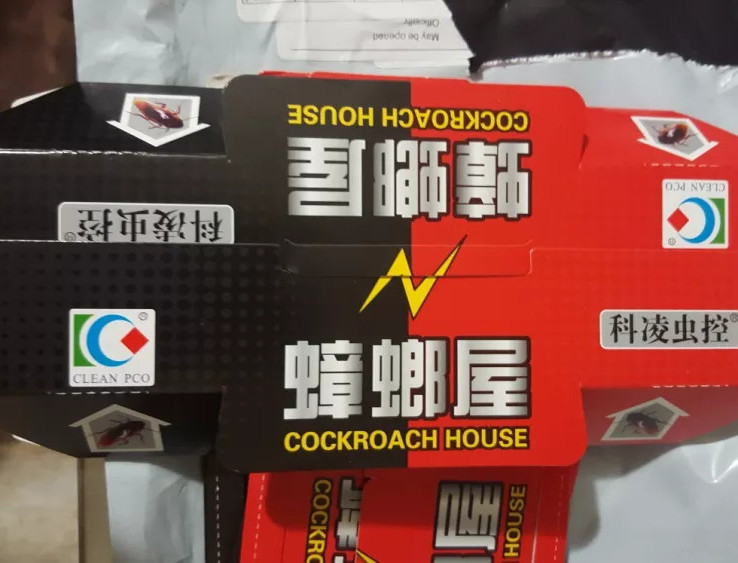 Officially
May be opened
COCKROACH HOUSE
蟑螂屋
CLEAN PCO
科凌虫控®
蟑螂屋
COCKROACH HOUSE
CLEAN PCO
科凌虫控®
COCKRO
屋
HOUSE